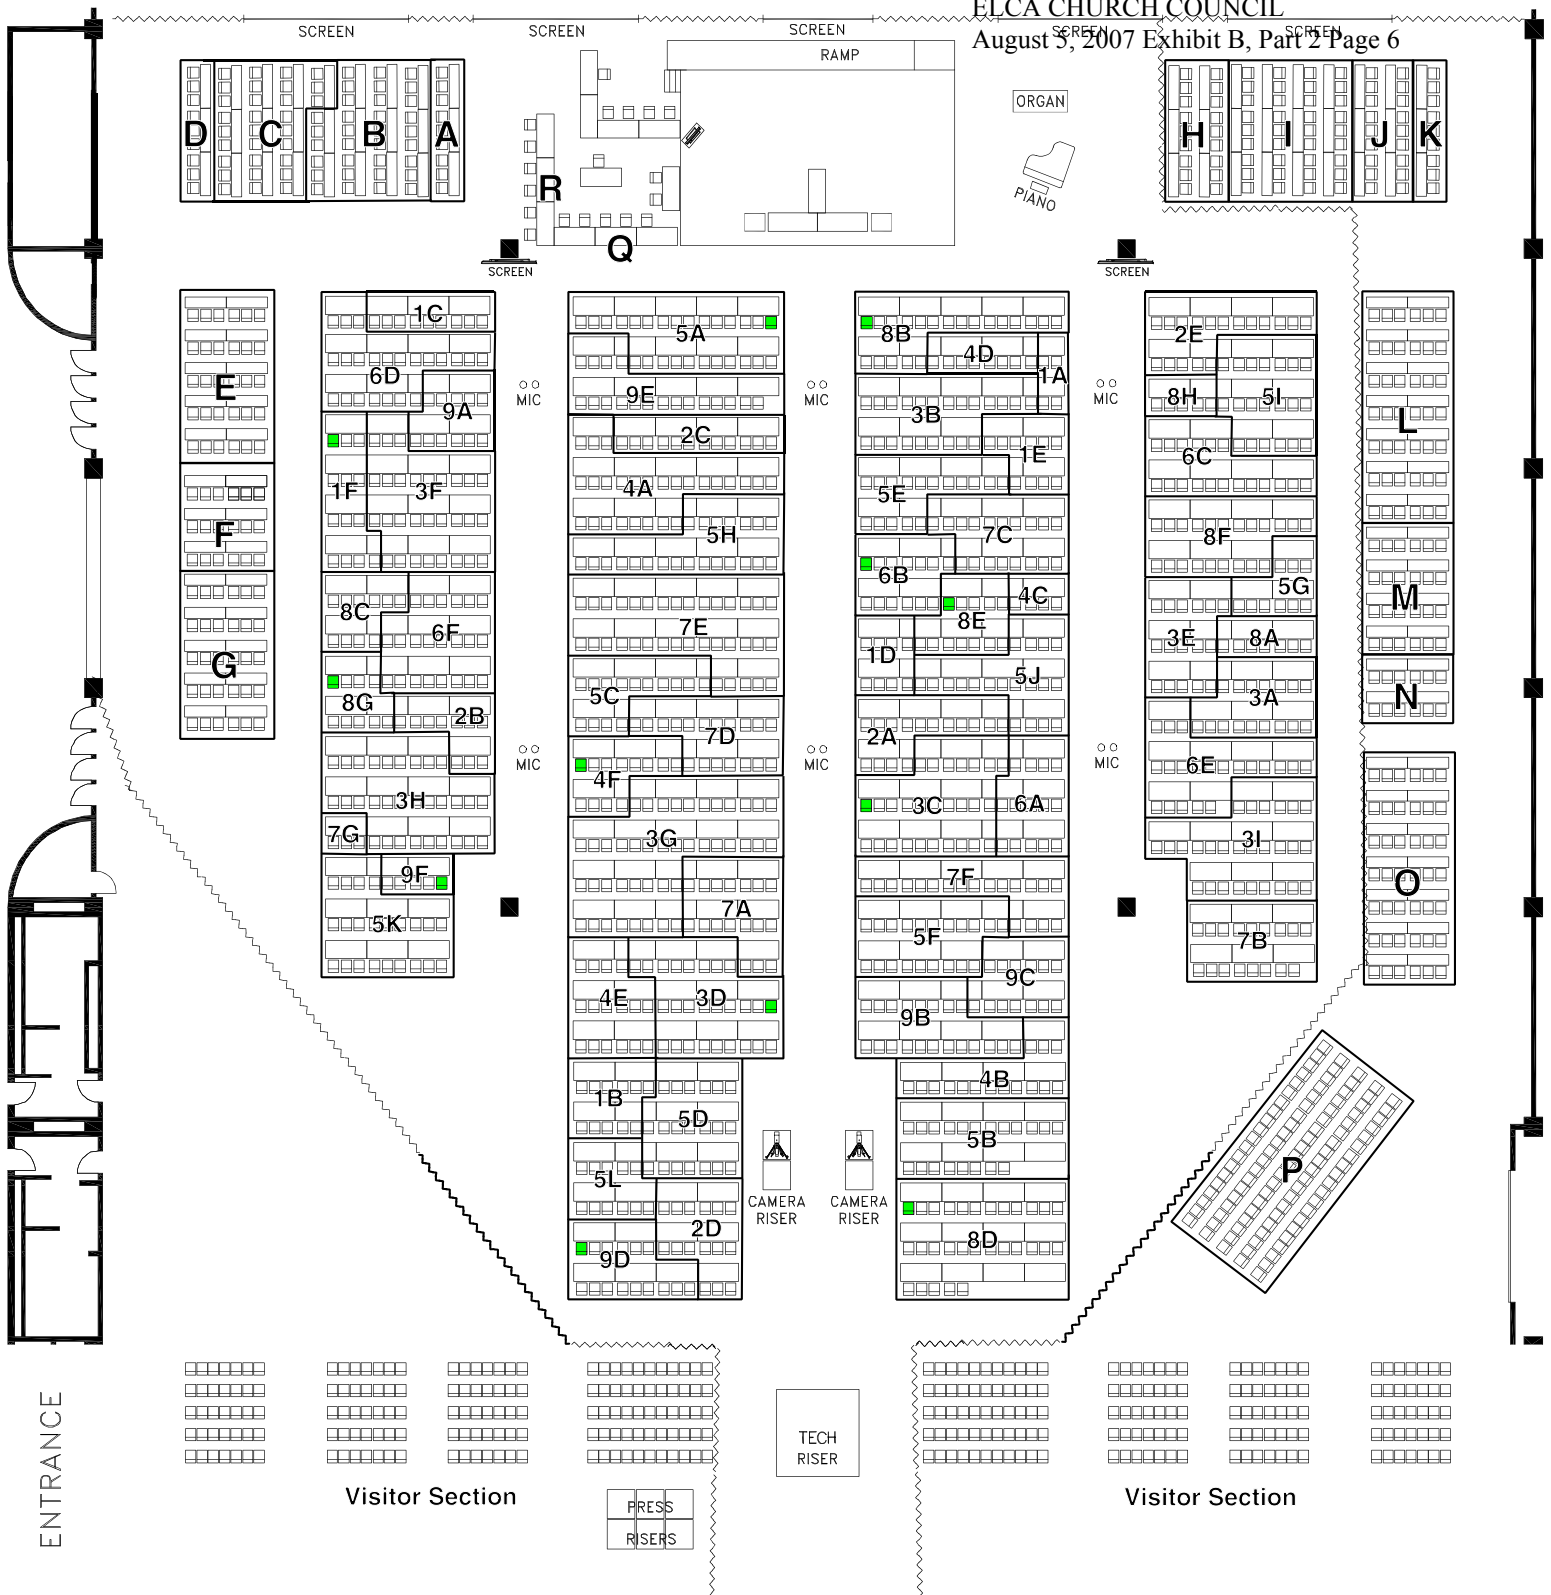 ELCA CHURCH COUNCIL
August 5, 2007 Exhibit B, Part 2 Page 6
SCREEN
SCREEN
SCREEN
SCREEN
SCREEN
RAMP
ORGAN
PIANO
D
C
B
A
R
Q
H
I
J
K
SCREEN
SCREEN
E
F
G
1C
6D
9A
1F
3F
8C
6F
8G
2B
3H
7G
9F
5K
MIC
MIC
5A
9E
2C
4A
5H
7E
5C
7D
4F
3G
7A
4E
3D
1B
5D
5L
2D
9D
MIC
MIC
8B
4D
1A
3B
1E
5E
7C
6B
4C
8E
1D
5J
2A
3C
6A
7F
5F
9C
9B
4B
5B
8D
MIC
MIC
2E
8H
5I
6C
8F
5G
3E
8A
3A
6E
3I
7B
L
M
N
O
P
CAMERA
RISER
CAMERA
RISER
ENTRANCE
TECH
RISER
Visitor Section
Visitor Section
PRESS
RISERS